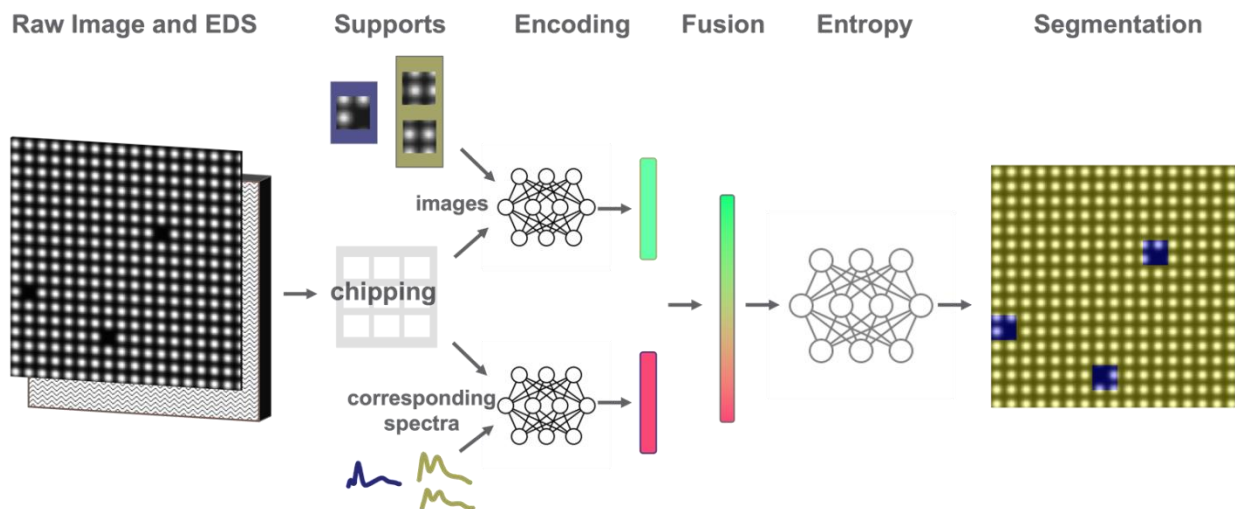 Raw Image and EDS
Supports
Encoding
Fusion
Entropy
Segmentation
images
chipping
corresponding
spectra